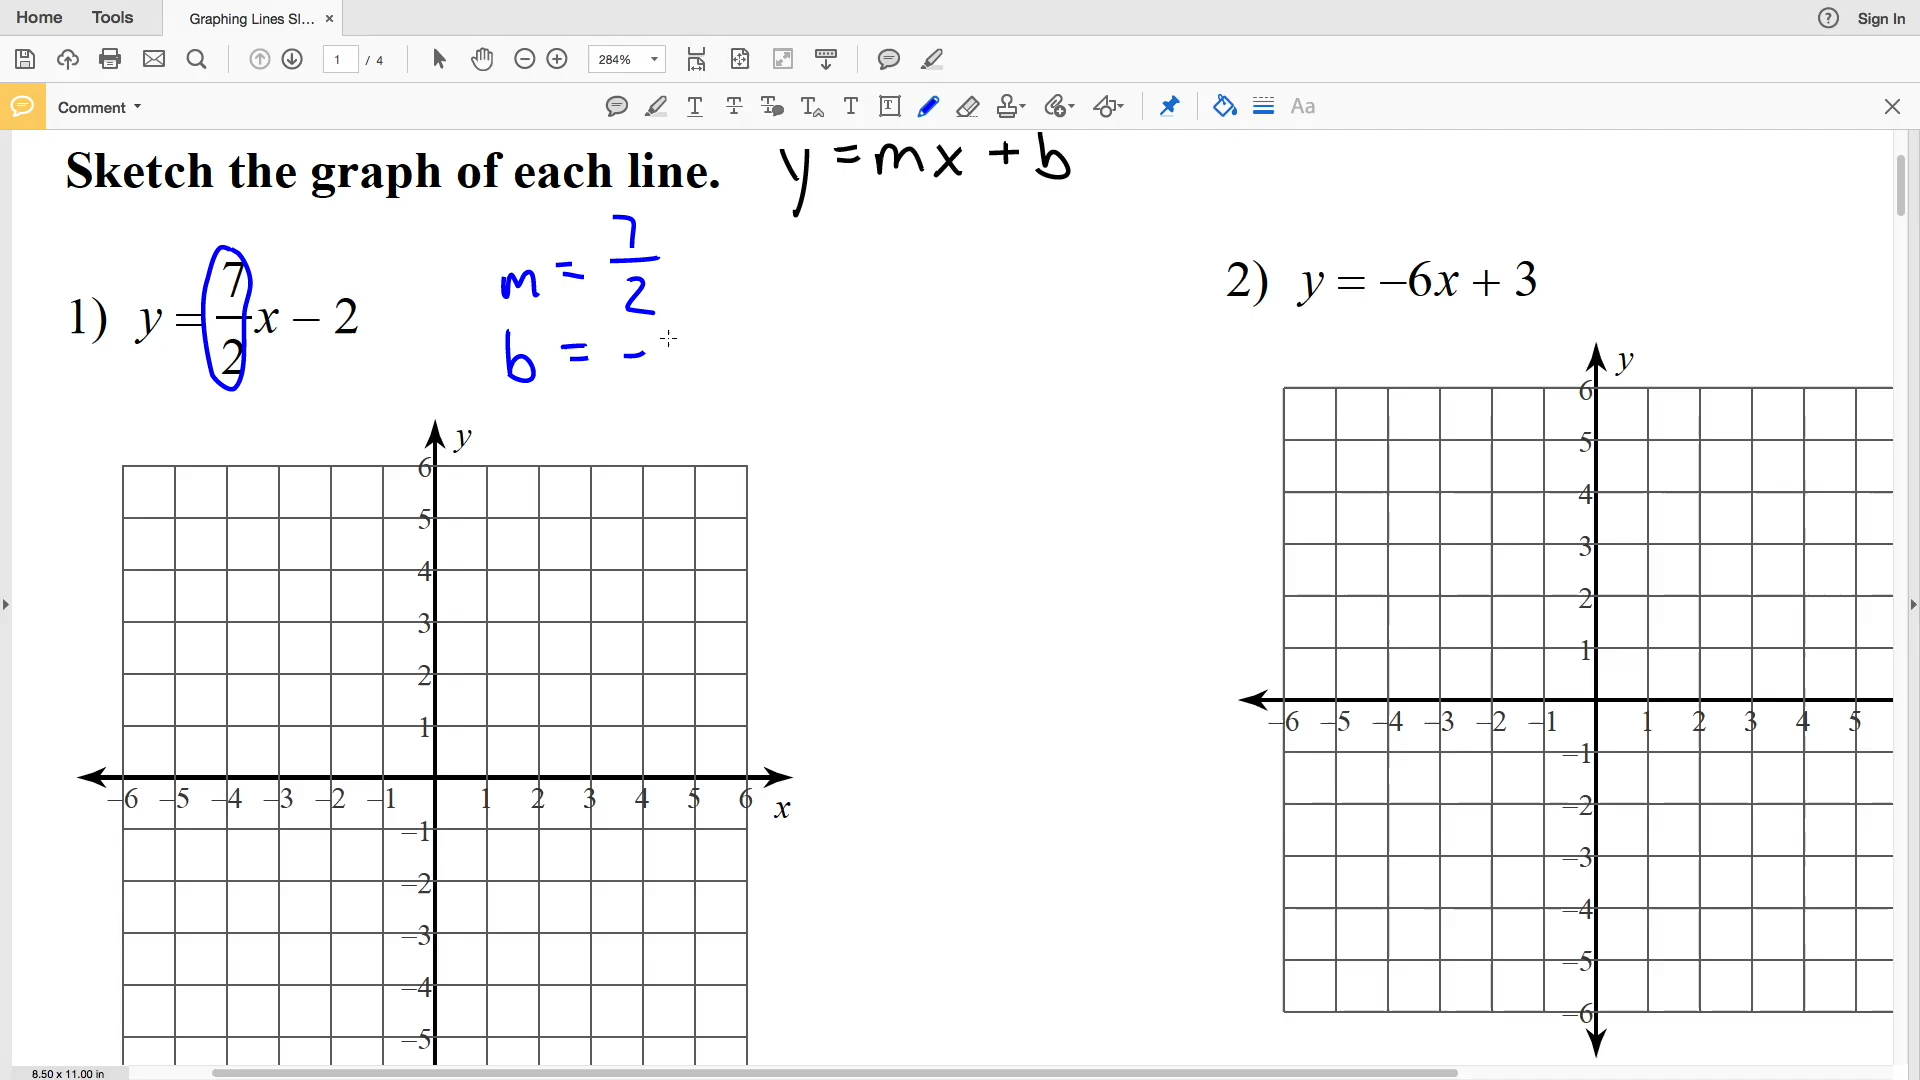 Home Tools Graphing Lines Sl... × ? Sign In
1 / 4 284%
Comment Aa
Sketch the graph of each line. y = mx + b
1) y = 7/2 x − 2
m = 7/2
b = -
2) y = −6x + 3
y
6
5
4
3
2
1
−6 −5 −4 −3 −2 −1 1 2 3 4 5 6 x
−1
−2
−3
−4
−5
y
6
5
4
3
2
1
−6 −5 −4 −3 −2 −1 1 2 3 4 5
−1
−2
−3
−4
−5
−6
8.50 x 11.00 in